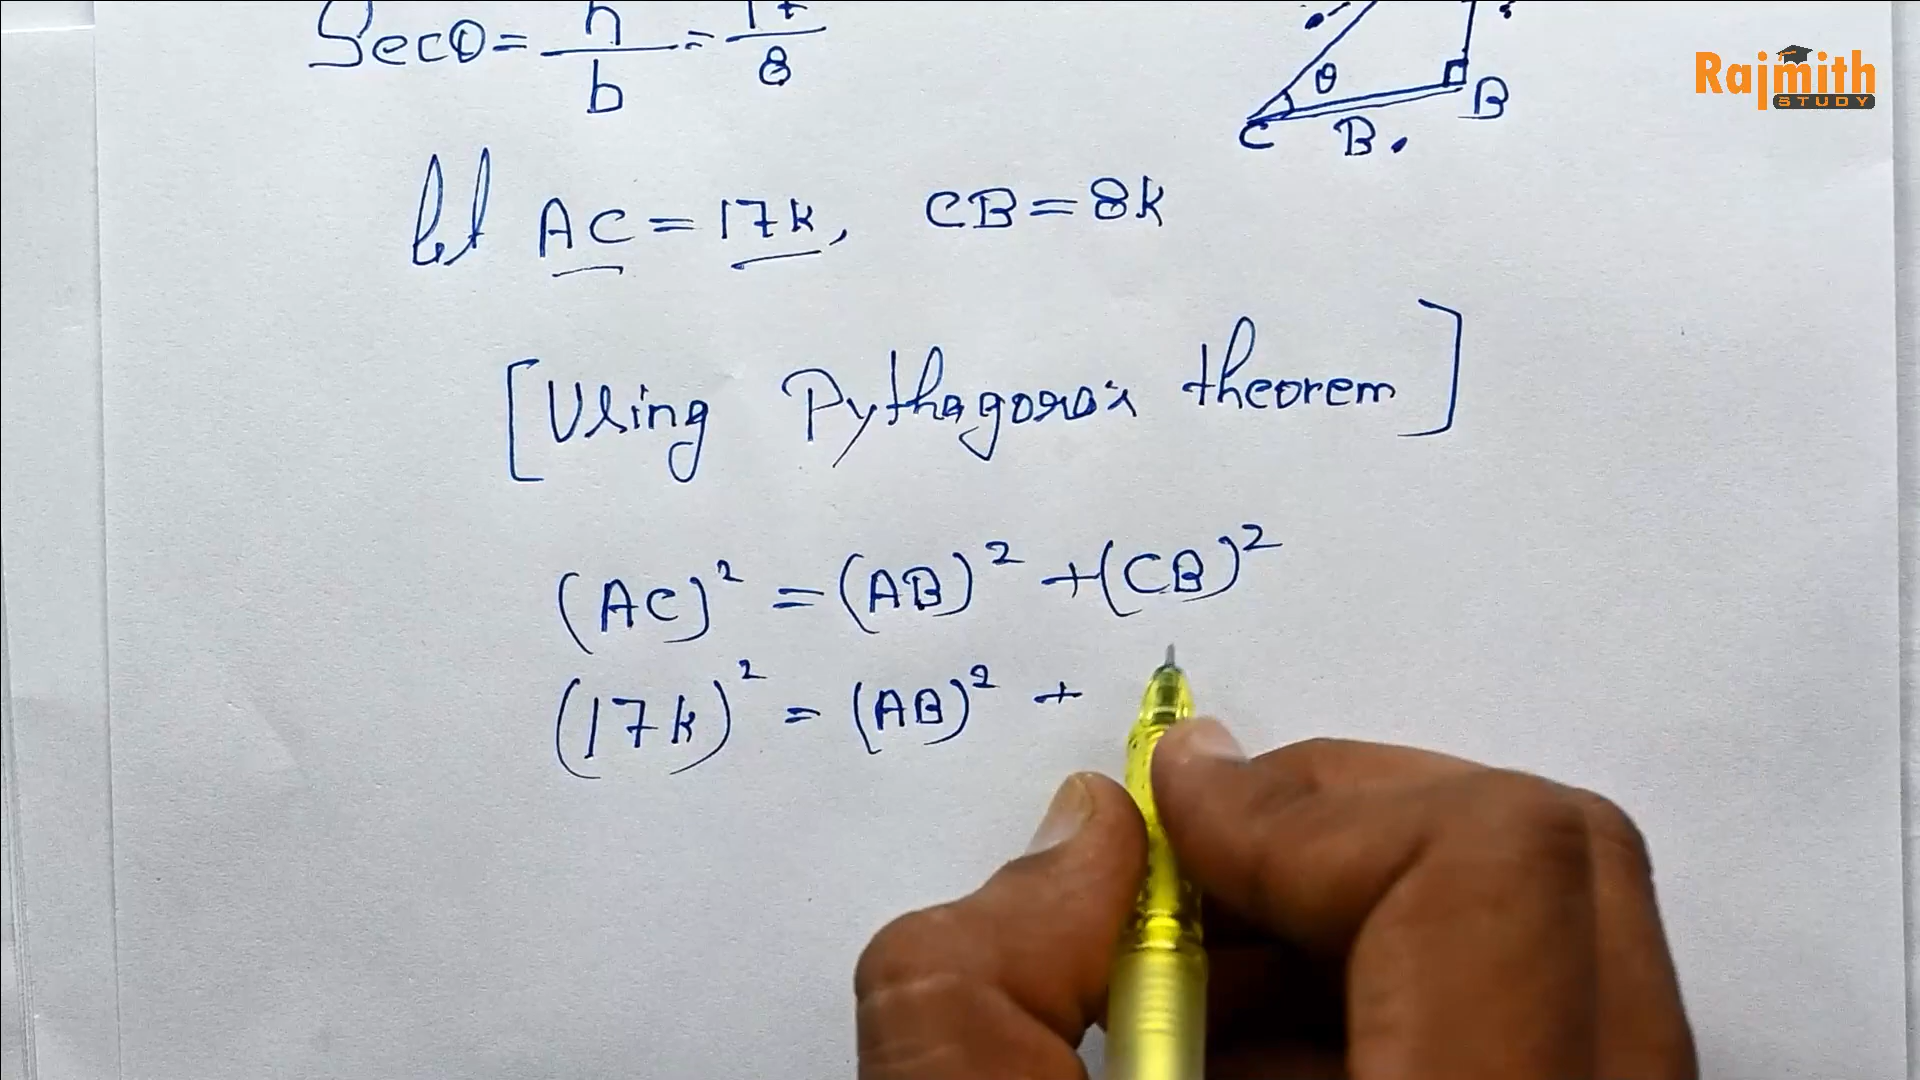 Secθ = h/b = 17/8
θ
B
C
B
Rajmith
STUDY
let AC = 17k, CB = 8k
[Using Pythagora's theorem]
(AC)² = (AB)² + (CB)²
(17k)² = (AB)² +